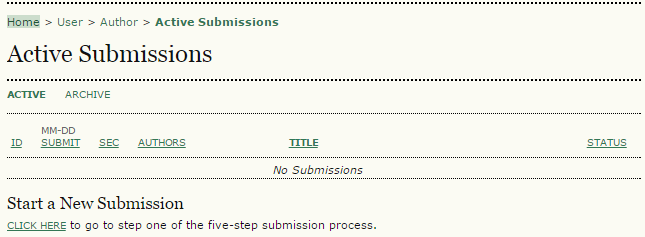 Home > User > Author > Active Submissions
Active Submissions
ACTIVE ARCHIVE
MM-DD
ID SUBMIT SEC AUTHORS TITLE STATUS
No Submissions
Start a New Submission
CLICK HERE to go to step one of the five-step submission process.